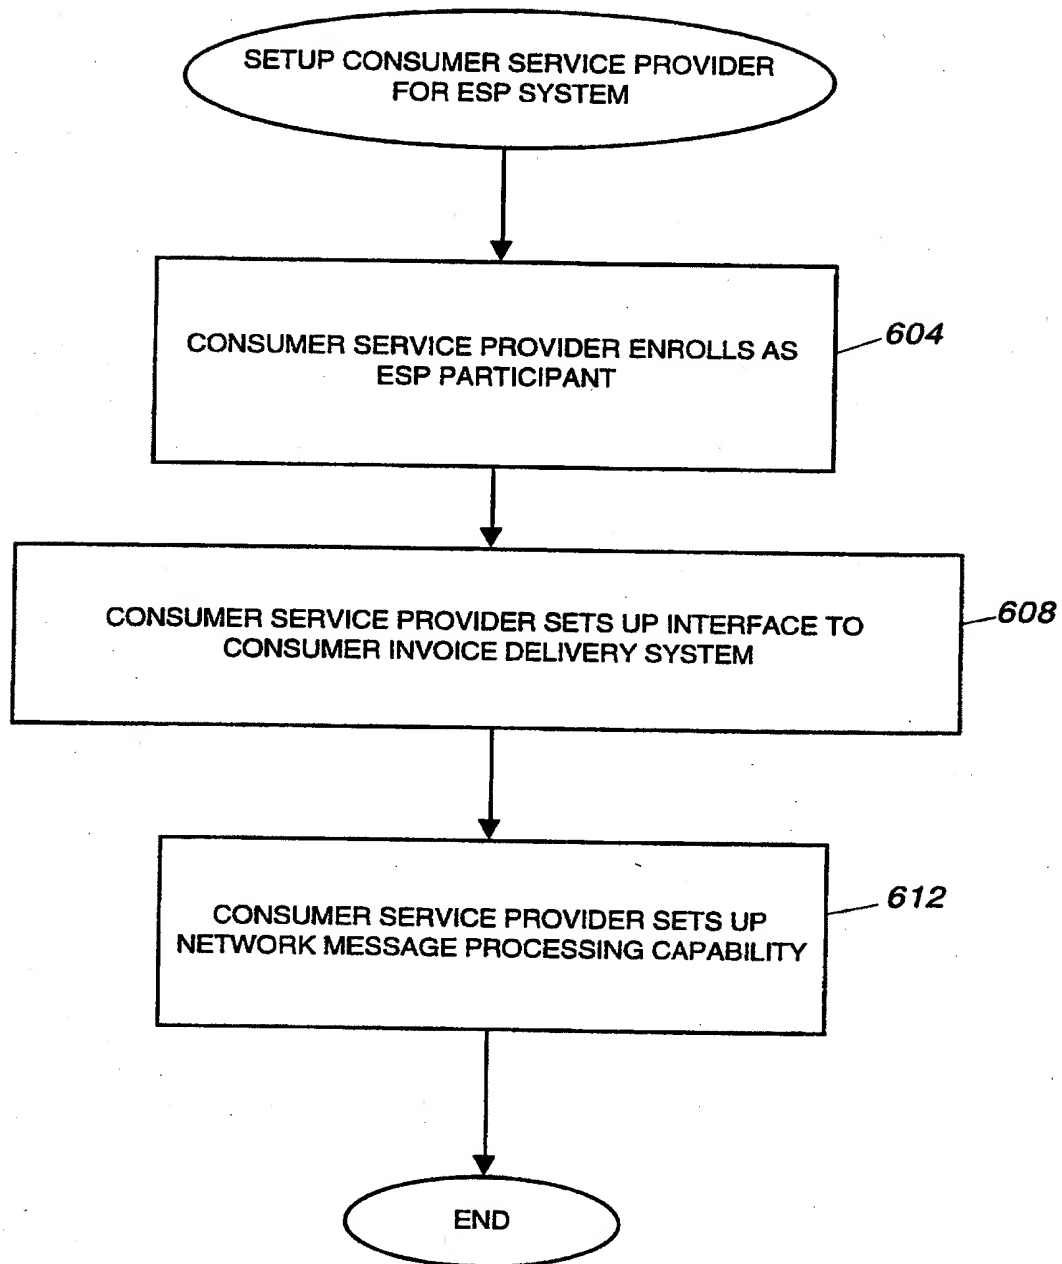 SETUP CONSUMER SERVICE PROVIDER
FOR ESP SYSTEM
CONSUMER SERVICE PROVIDER ENROLLS AS
ESP PARTICIPANT
604
CONSUMER SERVICE PROVIDER SETS UP INTERFACE TO
CONSUMER INVOICE DELIVERY SYSTEM
608
CONSUMER SERVICE PROVIDER SETS UP
NETWORK MESSAGE PROCESSING CAPABILITY
612
END